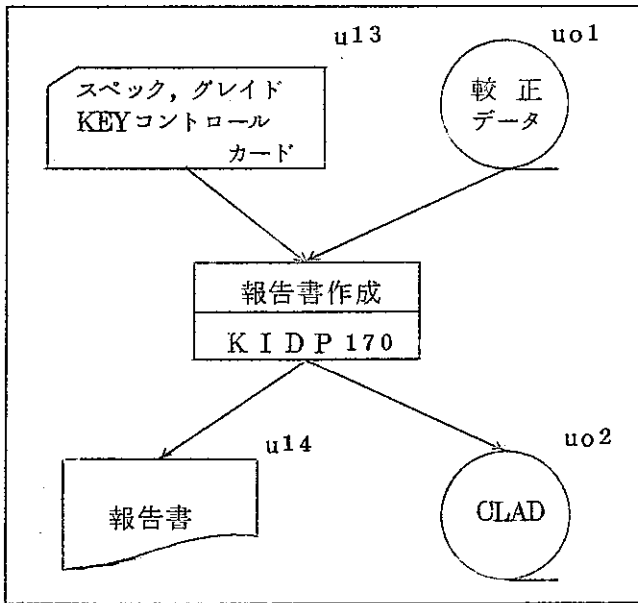 u13
uo1
スペック,グレイド
KEYコントロール
カード
較正
データ
報告書作成
KIDP170
u14
uo2
報告書
CLAD